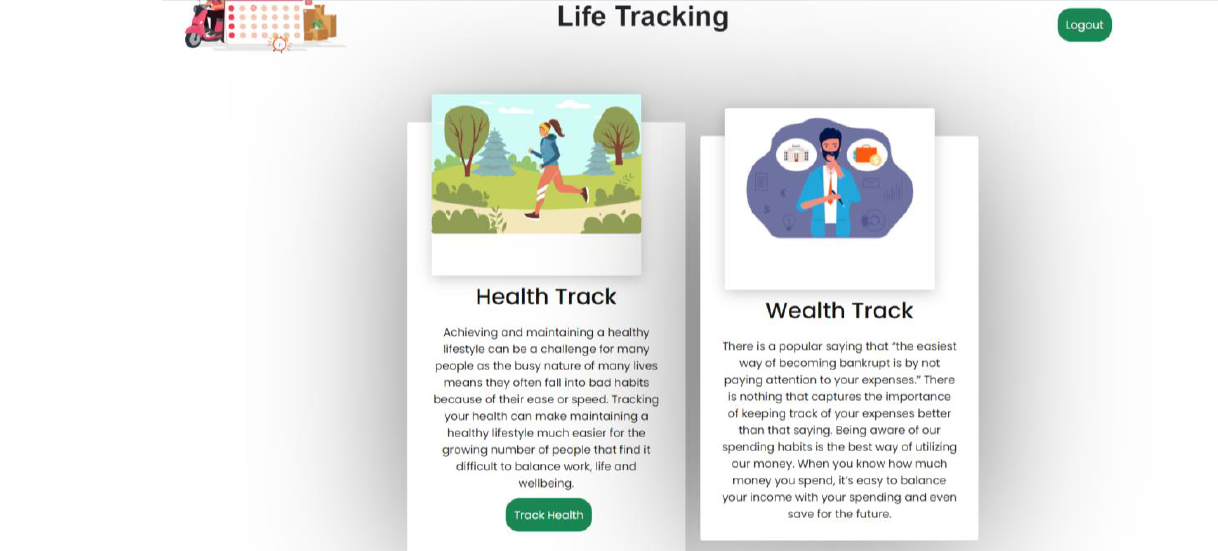 Life Tracking
Logout
Health Track
Achieving and maintaining a healthy
lifestyle can be a challenge for many
people as the busy nature of many lives
means they often fall into bad habits
because of their ease or speed. Tracking
your health can make maintaining a
healthy lifestyle much easier for the
growing number of people that find it
difficult to balance work, life and
wellbeing.
Track Health
Wealth Track
There is a popular saying that “the easiest
way of becoming bankrupt is by not
paying attention to your expenses.” There
is nothing that captures the importance
of keeping track of your expenses better
than that saying. Being aware of our
spending habits is the best way of utilizing
our money. When you know how much
money you spend, it’s easy to balance
your income with your spending and even
save for the future.